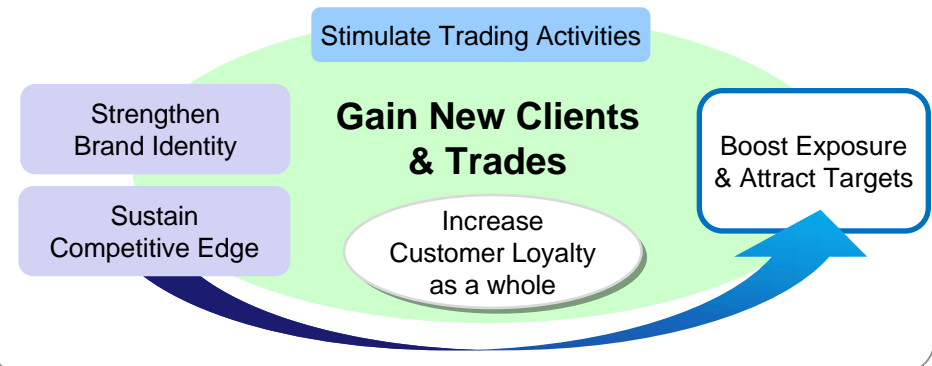 Stimulate Trading Activities
Strengthen
Brand Identity
Gain New Clients
& Trades
Boost Exposure
& Attract Targets
Sustain
Competitive Edge
Increase
Customer Loyalty
as a whole